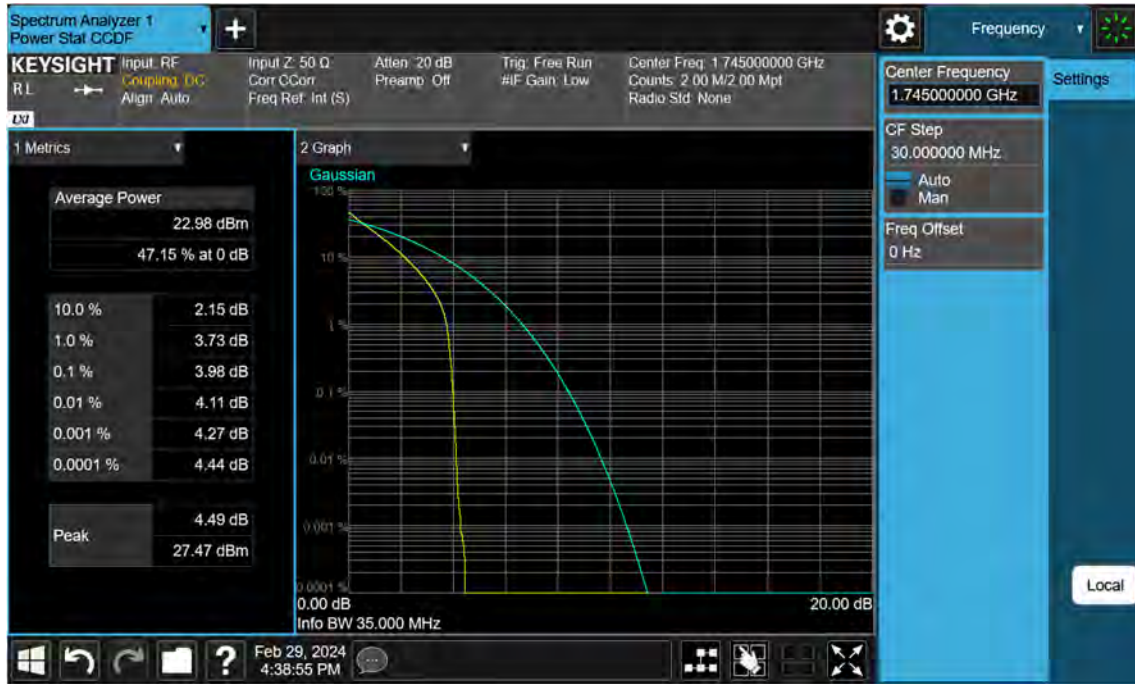 Spectrum Analyzer 1
Power Stat CCDF
+
Frequency
KEYSIGHT
RL
LXI
Input: RF
Coupling: DC
Align: Auto
Input Z: 50 Ω
Corr CCorr
Freq Ref: Int (S)
Atten: 20 dB
Preamp: Off
Trig: Free Run
#IF Gain: Low
Center Freq: 1.745000000 GHz
Counts: 2.00 M/2.00 Mpt
Radio Std: None
Center Frequency
1.745000000 GHz
Settings
CF Step
30.000000 MHz
Auto
Man
Freq Offset
0 Hz
1 Metrics
Average Power
22.98 dBm
47.15 % at 0 dB
10.0 % 2.15 dB
1.0 % 3.73 dB
0.1 % 3.98 dB
0.01 % 4.11 dB
0.001 % 4.27 dB
0.0001 % 4.44 dB
Peak
4.49 dB
27.47 dBm
2 Graph
Gaussian
100 %
10 %
1 %
0.1 %
0.01 %
0.001 %
0.0001 %
0.00 dB 20.00 dB
Info BW 35.000 MHz
Local
?
Feb 29, 2024
4:38:55 PM